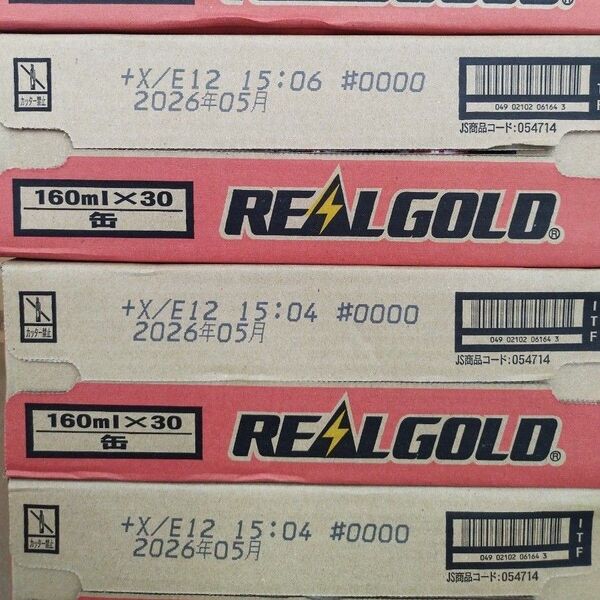 ®
+X/E12 15:06 #0000
2026年05月
カッター禁止
049 02102 06164 3
JS商品コード:054714
160ml×30
缶
REALGOLD®
+X/E12 15:04 #0000
2026年05月
カッター禁止
049 02102 06164 3
ITF
JS商品コード:054714
160ml×30
缶
REALGOLD®
+X/E12 15:04 #0000
2026年05月
カッター禁止
049 02102 06164 3
ITF
JS商品コード:054714